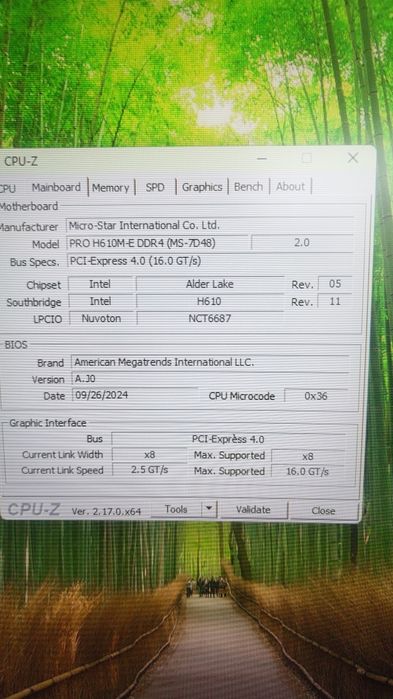 CPU-Z
CPU Mainboard Memory SPD Graphics Bench About
Motherboard
Manufacturer Micro-Star International Co. Ltd.
Model PRO H610M-E DDR4 (MS-7D48) 2.0
Bus Specs. PCI-Express 4.0 (16.0 GT/s)
Chipset Intel Alder Lake Rev. 05
Southbridge Intel H610 Rev. 11
LPCIO Nuvoton NCT6687
BIOS
Brand American Megatrends International LLC.
Version A.J0
Date 09/26/2024 CPU Microcode 0x36
Graphic Interface
Bus PCI-Express 4.0
Current Link Width x8 Max. Supported x8
Current Link Speed 2.5 GT/s Max. Supported 16.0 GT/s
CPU-Z Ver. 2.17.0.x64 Tools Validate Close